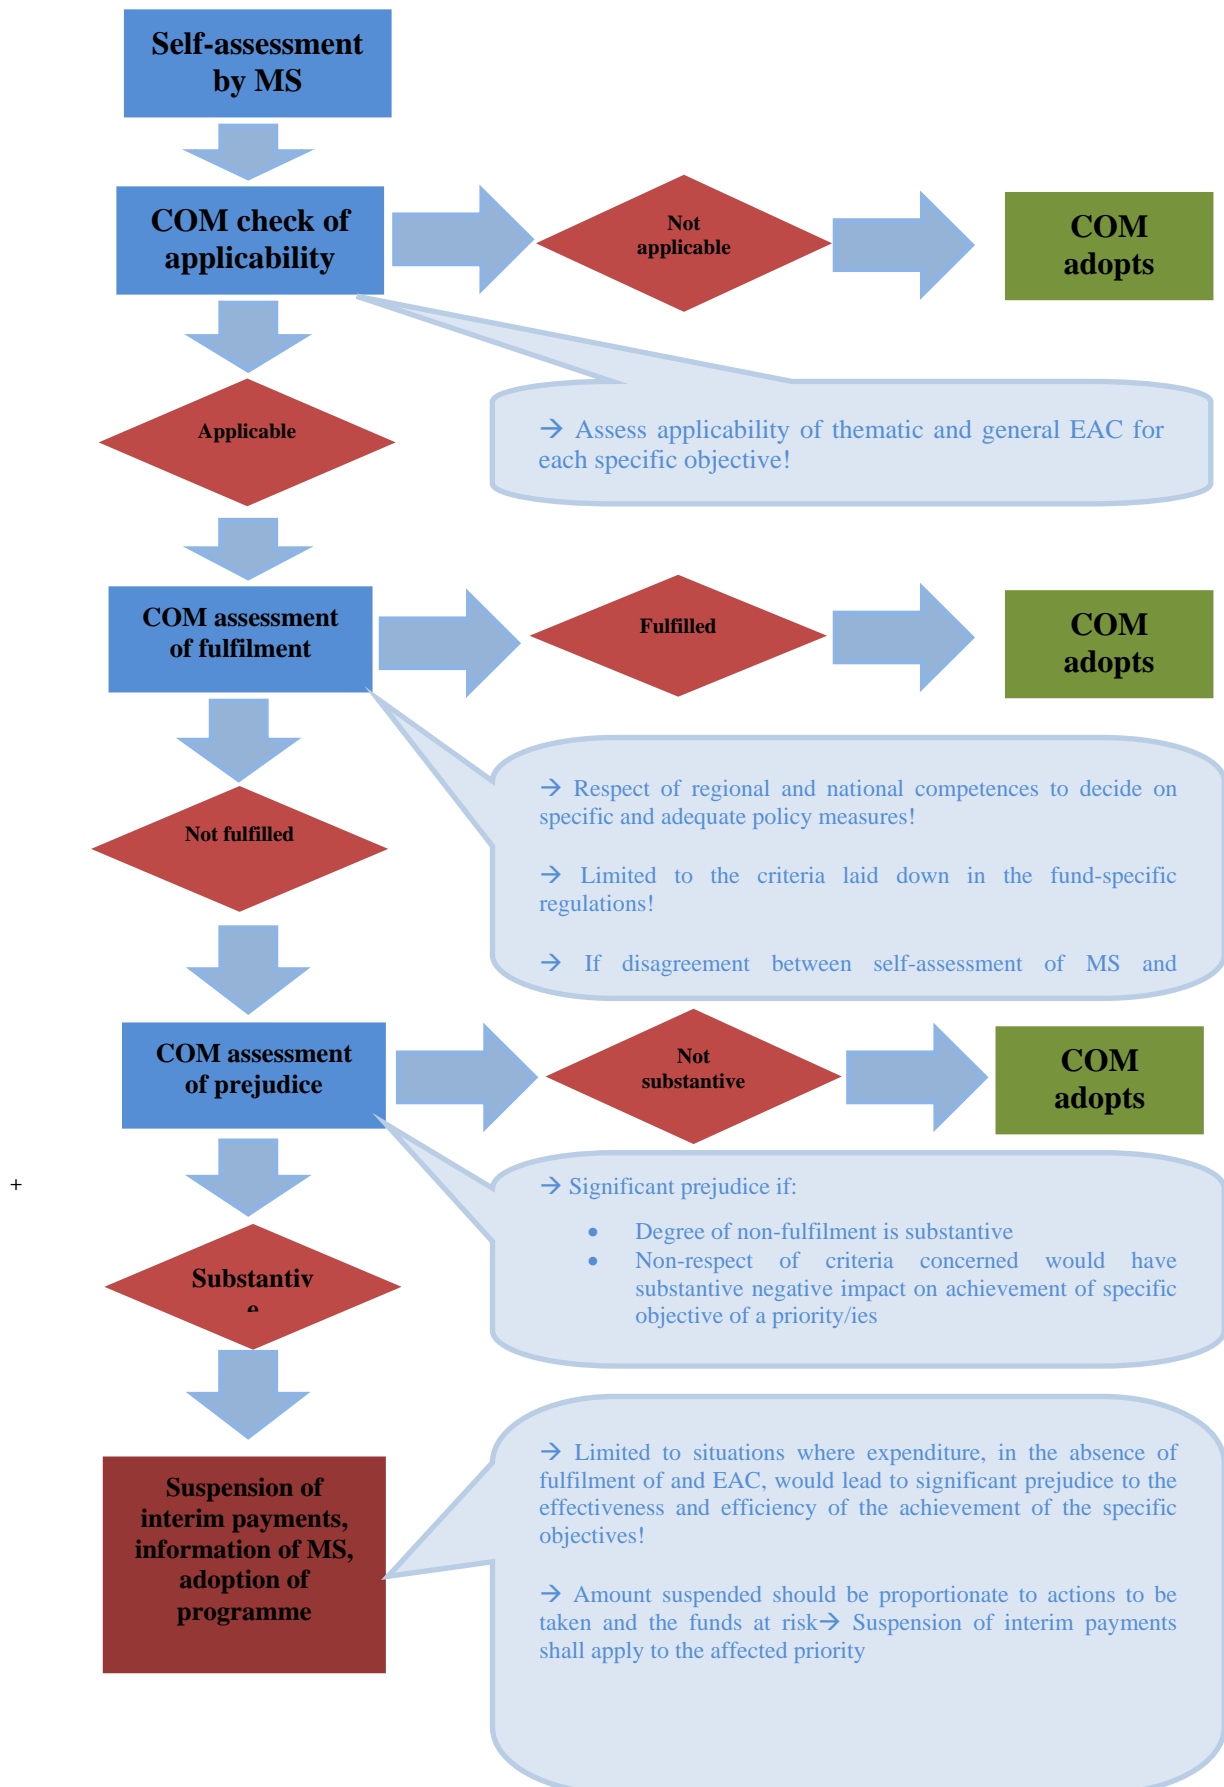 Self-assessment
by MS
COM check of
applicability
Not
applicable
COM
adopts
Applicable
→ Assess applicability of thematic and general EAC for
each specific objective!
COM assessment
of fulfilment
Fulfilled
COM
adopts
→ Respect of regional and national competences to decide on
specific and adequate policy measures!
→ Limited to the criteria laid down in the fund-specific
regulations!
→ If disagreement between self-assessment of MS and
Not fulfilled
COM assessment
of prejudice
Not
substantive
COM
adopts
+
→ Significant prejudice if:
• Degree of non-fulfilment is substantive
• Non-respect of criteria concerned would have
substantive negative impact on achievement of specific
objective of a priority/ies
Substantiv
e
Suspension of
interim payments,
information of MS,
adoption of
programme
→ Limited to situations where expenditure, in the absence of
fulfilment of and EAC, would lead to significant prejudice to the
effectiveness and efficiency of the achievement of the specific
objectives!
→ Amount suspended should be proportionate to actions to be
taken and the funds at risk→ Suspension of interim payments
shall apply to the affected priority